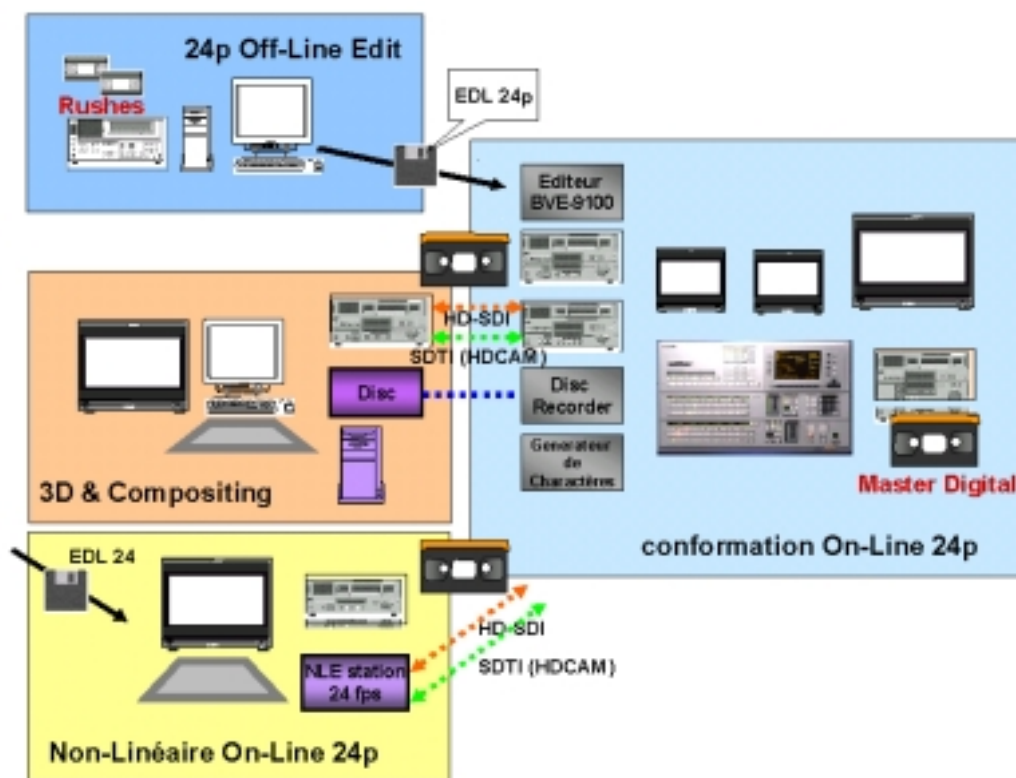 24p Off-Line Edit
Rushes
EDL 24p
Editeur
BVE-9100
HD-SDI
SDTI (HDCAM)
Disc
Disc
Recorder
Generateur
de
Charactères
3D & Compositing
Master Digital
conformation On-Line 24p
EDL 24
HD-SDI
SDTI (HDCAM)
NLE station
24 fps
Non-Linéaire On-Line 24p